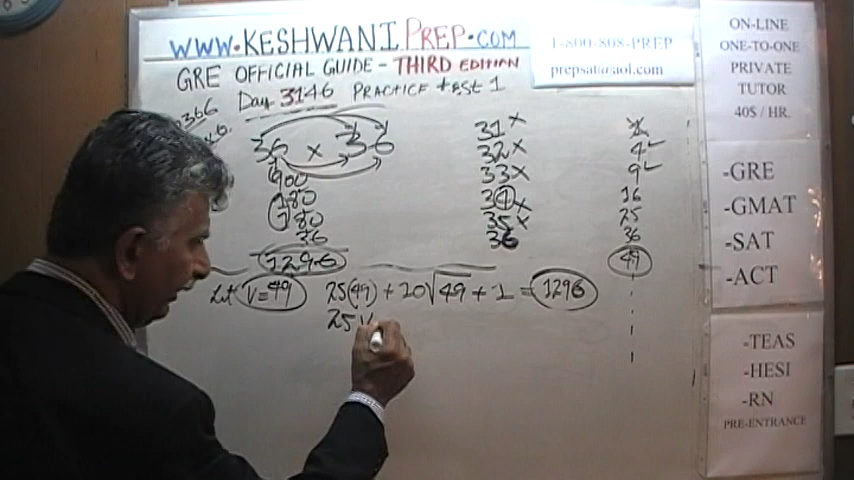 WWW.KESHWANIPREP.COM
1-800-808-PREP
prepsat@aol.com
GRE OFFICIAL GUIDE - THIRD EDITION
Day 3146 PRACTICE test 1
36 x 36
900
180
180
36
1296
31 x
32 x
33 x
34 x
35 x
36
1
4 ✓
9 ✓
16
25
36
49
Let V=49 25(49) + 10√49 + 1 = 1296
25 V
ON-LINE
ONE-TO-ONE
PRIVATE
TUTOR
40$ / HR.
-GRE
-GMAT
-SAT
-ACT
-TEAS
-HESI
-RN
PRE-ENTRANCE